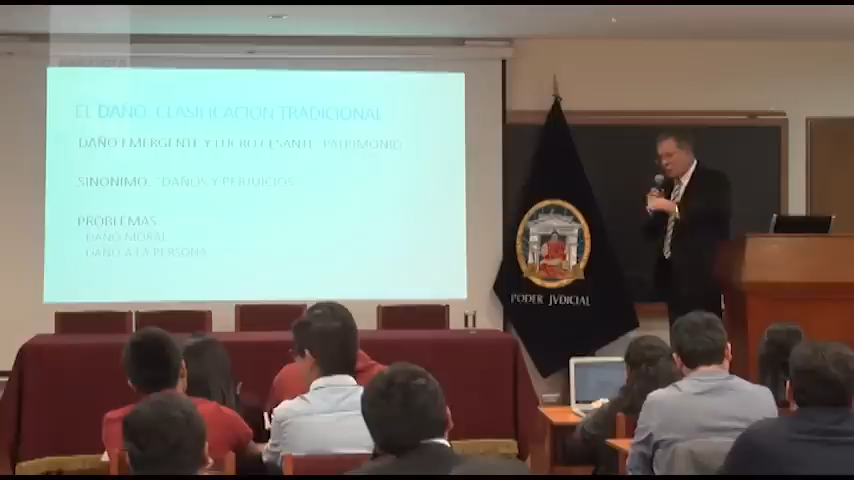 EL DAÑO. CLASIFICACION TRADICIONAL
DAÑO EMERGENTE Y LUCRO CESANTE PATRIMONIO
SINONIMO. "DAÑOS Y PERJUICIOS
PROBLEMAS
DAÑO MORAL
DAÑO A LA PERSONA
PODER JVDICIAL